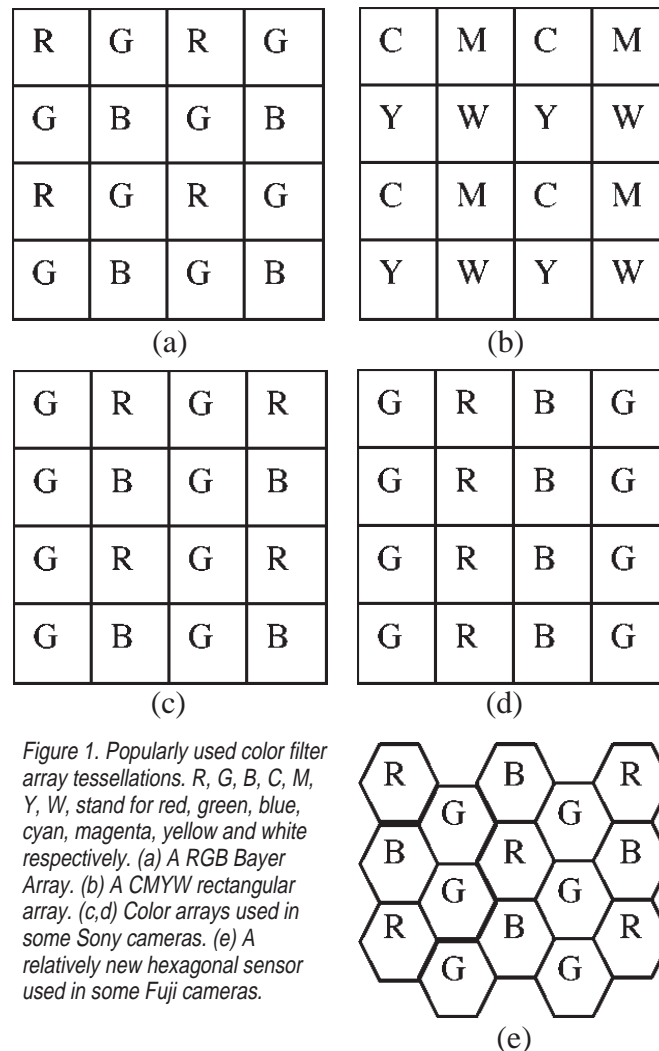 R G R G
G B G B
R G R G
G B G B
(a)
C M C M
Y W Y W
C M C M
Y W Y W
(b)
G R G R
G B G B
G R G R
G B G B
(c)
G R B G
G R B G
G R B G
G R B G
(d)
Figure 1. Popularly used color filter
array tessellations. R, G, B, C, M,
Y, W, stand for red, green, blue,
cyan, magenta, yellow and white
respectively. (a) A RGB Bayer
Array. (b) A CMYW rectangular
array. (c,d) Color arrays used in
some Sony cameras. (e) A
relatively new hexagonal sensor
used in some Fuji cameras.
R B R
G G
B R B
G G
R B R
G G
(e)